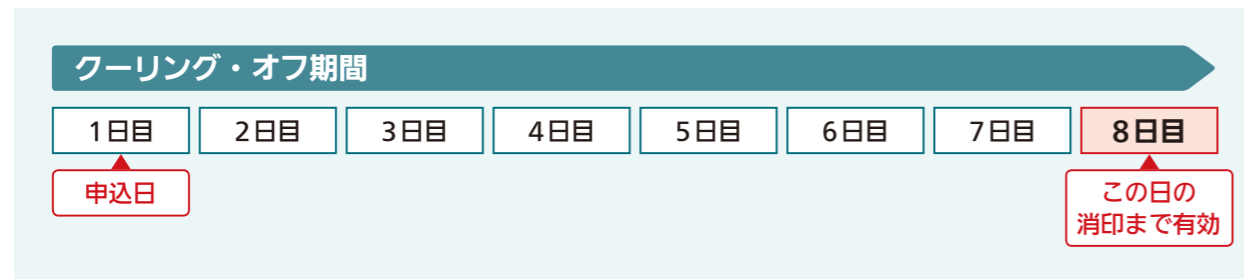 クーリング・オフ期間
1日目 2日目 3日目 4日目 5日目 6日目 7日目 8日目
申込日
この日の
消印まで有効